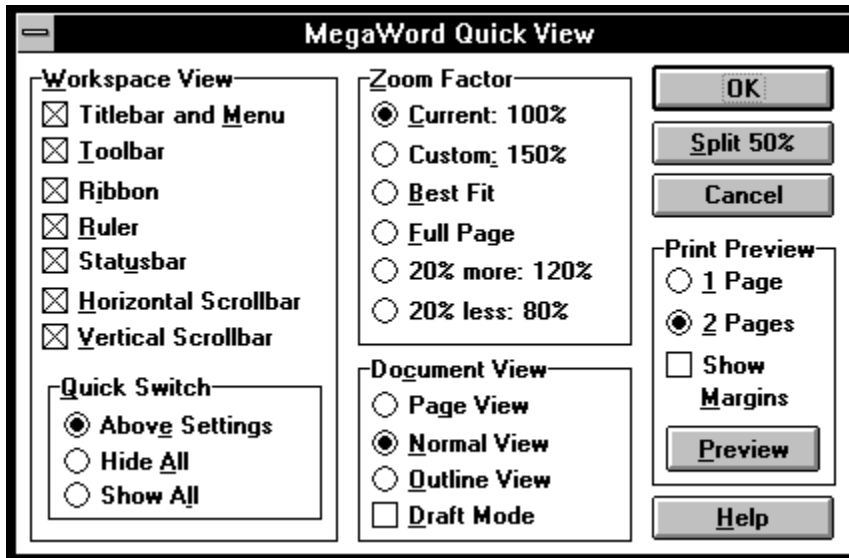 MegaWord Quick View
Workspace View
Titlebar and Menu
Toolbar
Ribbon
Ruler
Statusbar
Horizontal Scrollbar
Vertical Scrollbar
Quick Switch
Above Settings
Hide All
Show All
Zoom Factor
Current: 100%
Custom: 150%
Best Fit
Full Page
20% more: 120%
20% less: 80%
Document View
Page View
Normal View
Outline View
Draft Mode
OK
Split 50%
Cancel
Print Preview
1 Page
2 Pages
Show
Margins
Preview
Help